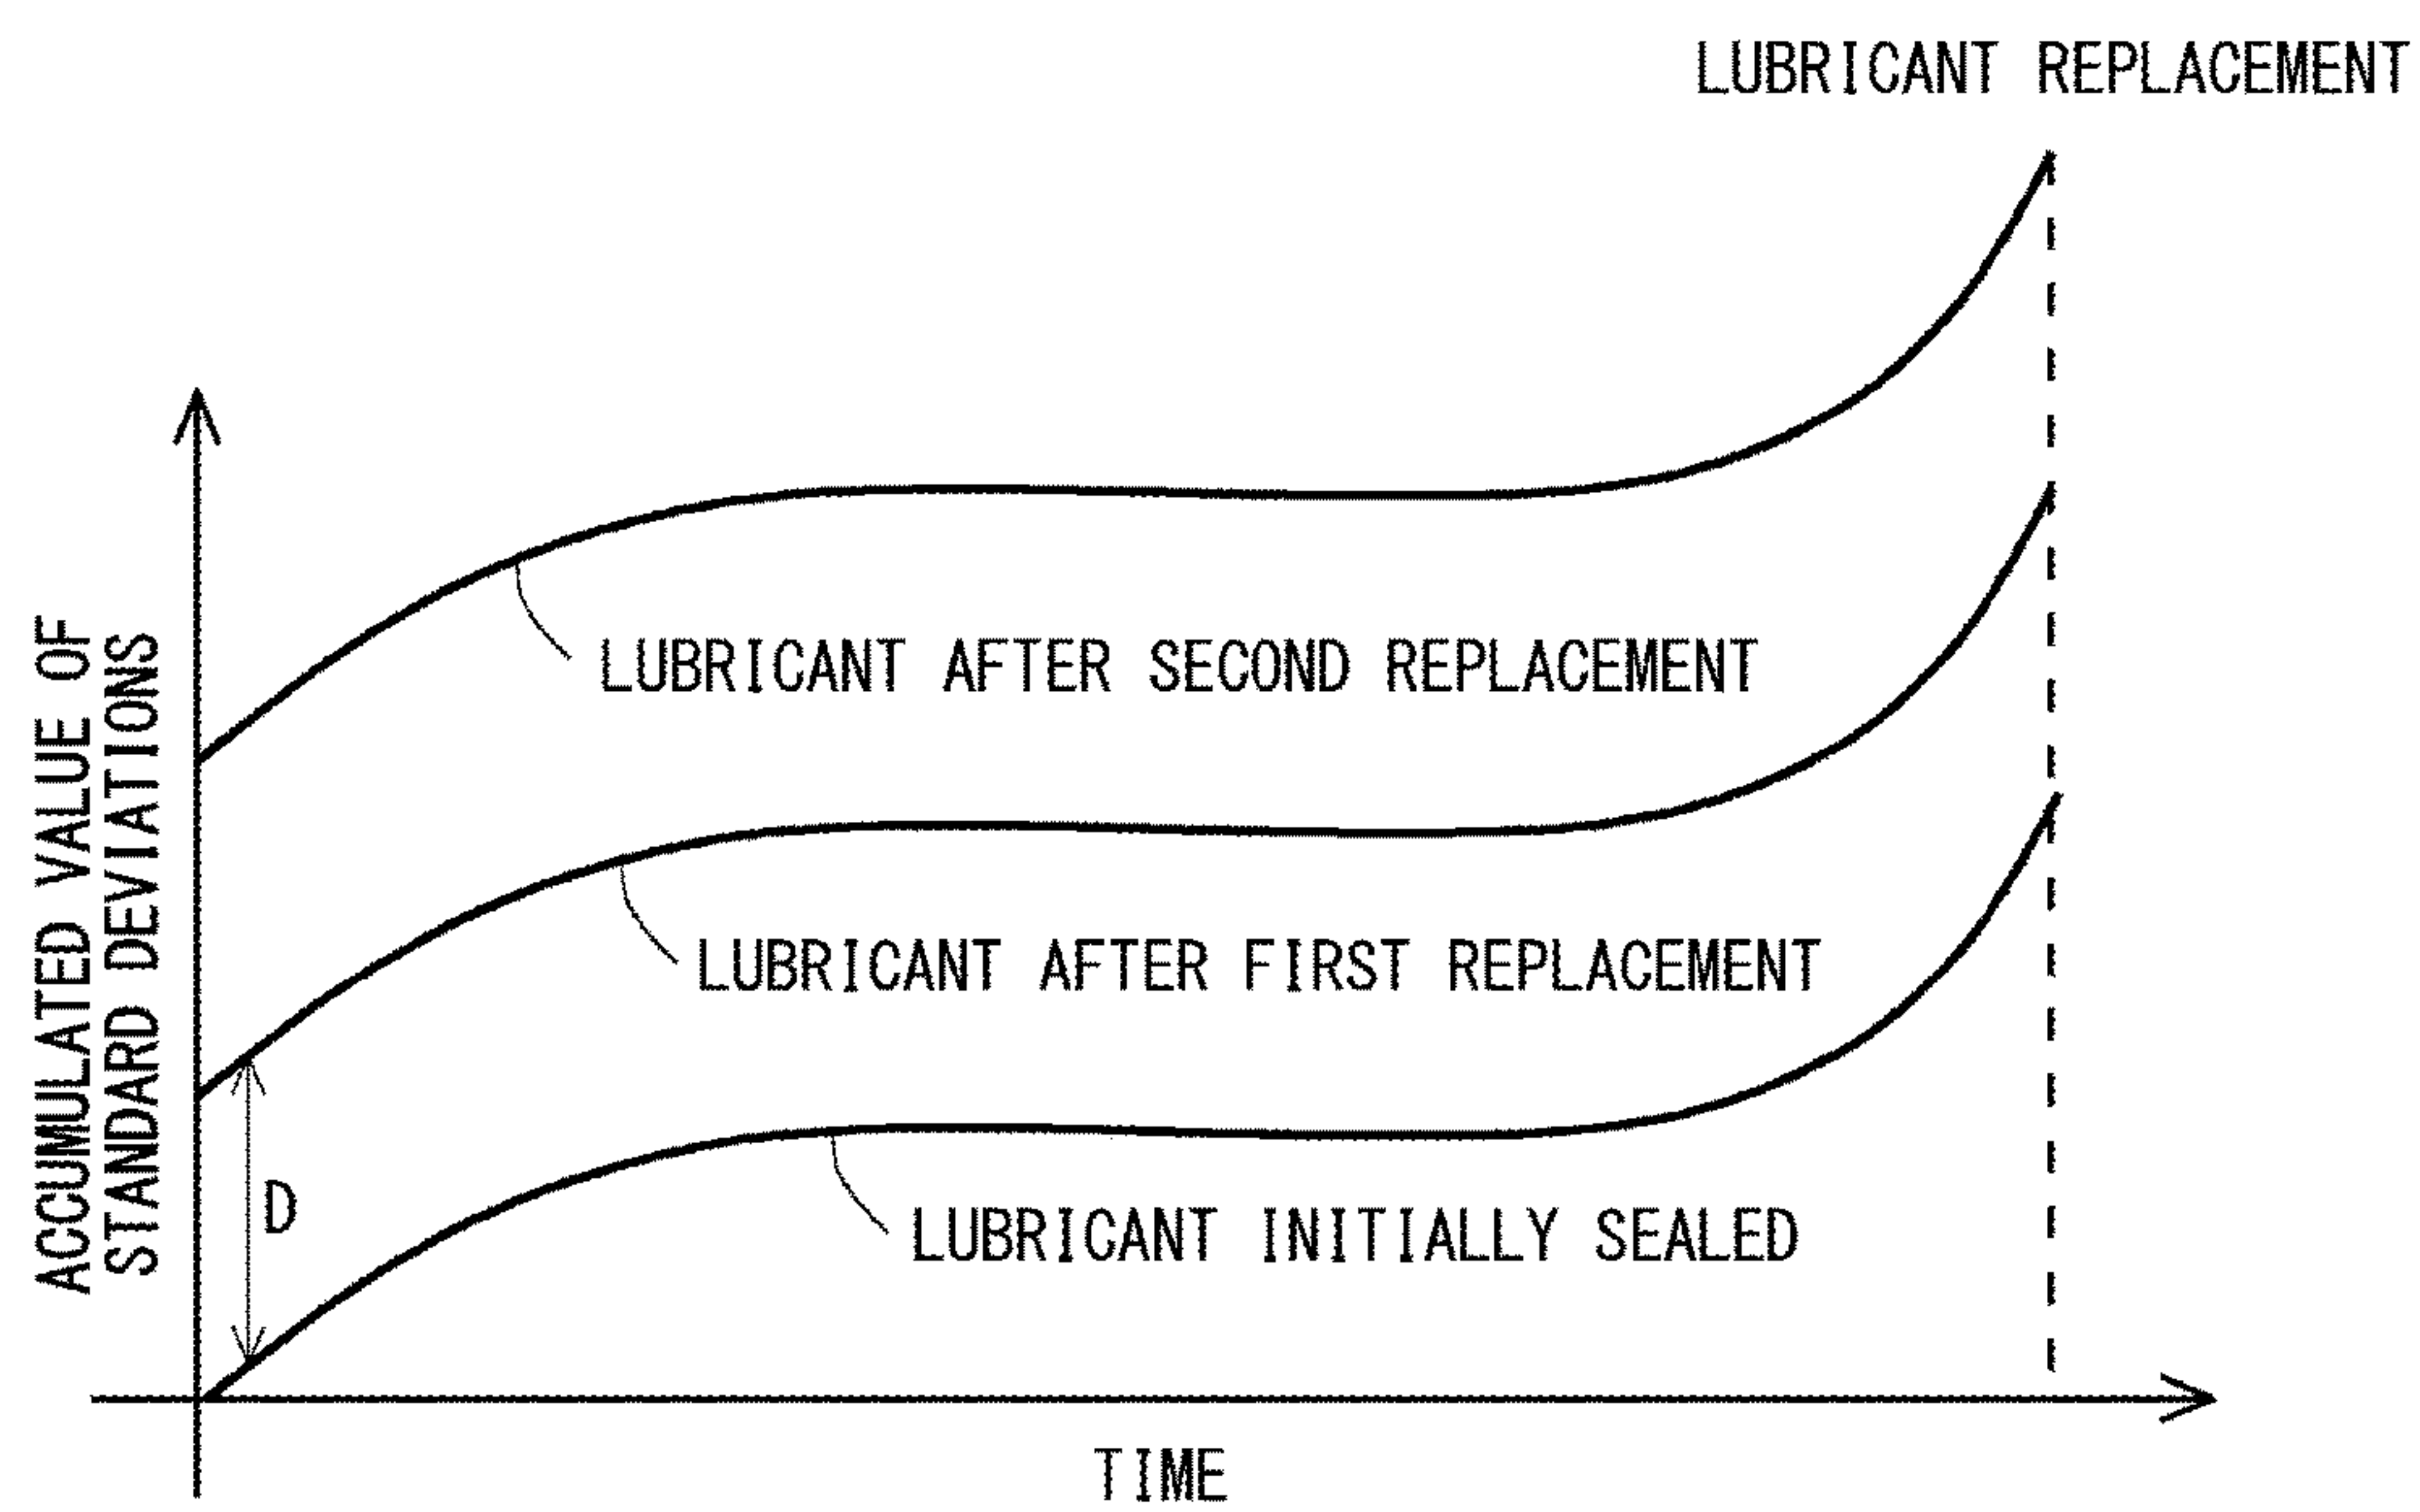 LUBRICANT REPLACEMENT
ACCUMULATED VALUE OF
STANDARD DEVIATIONS
LUBRICANT AFTER SECOND REPLACEMENT
LUBRICANT AFTER FIRST REPLACEMENT
D
LUBRICANT INITIALLY SEALED
TIME